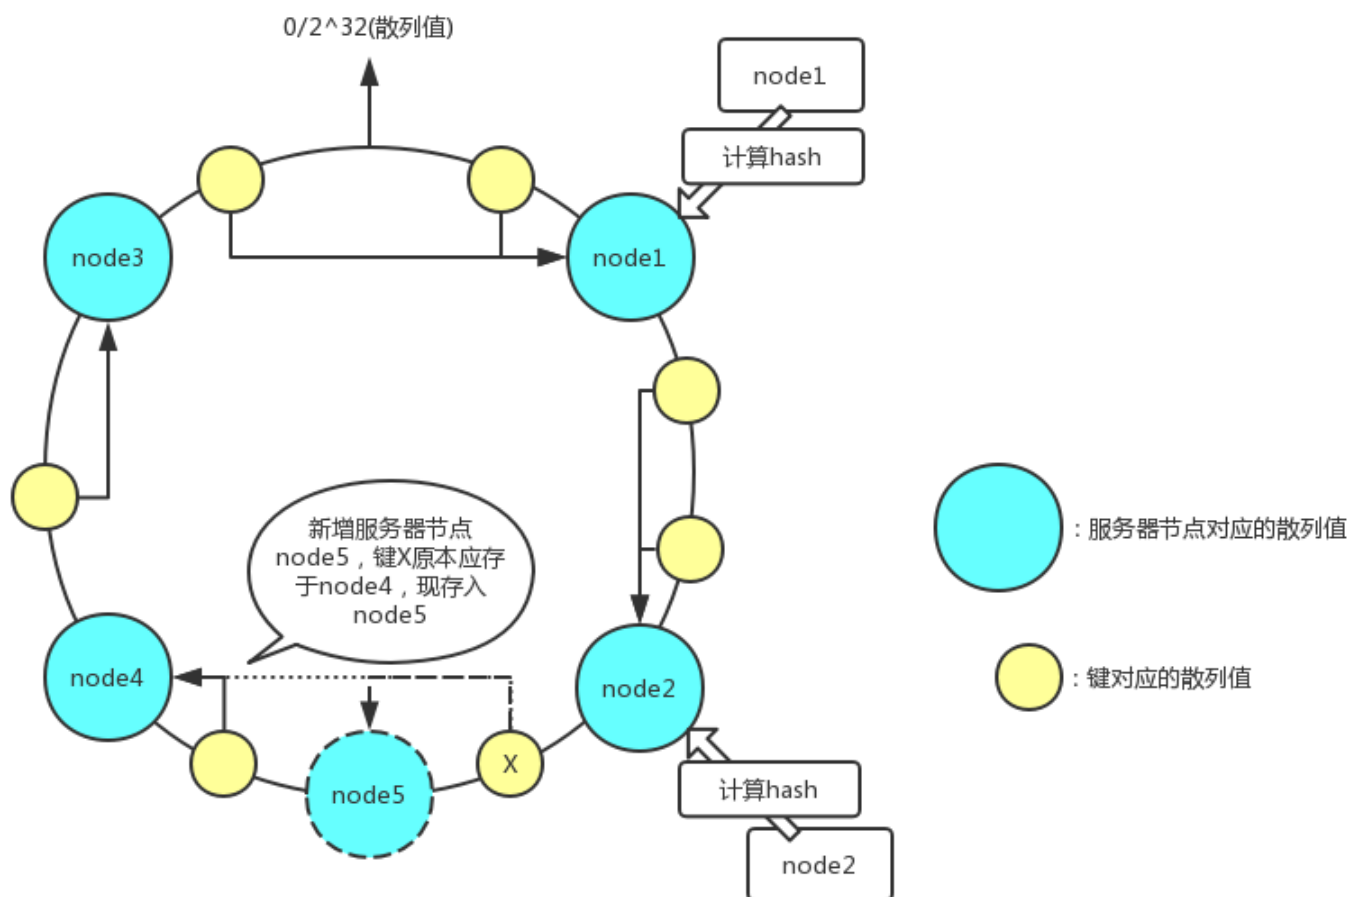 0/2^32(散列值)
node1
计算hash
node3
node1
新增服务器节点
node5，键X原本应存
于node4，现存入
node5
：服务器节点对应的散列值
node4
node2
：键对应的散列值
X
node5
计算hash
node2